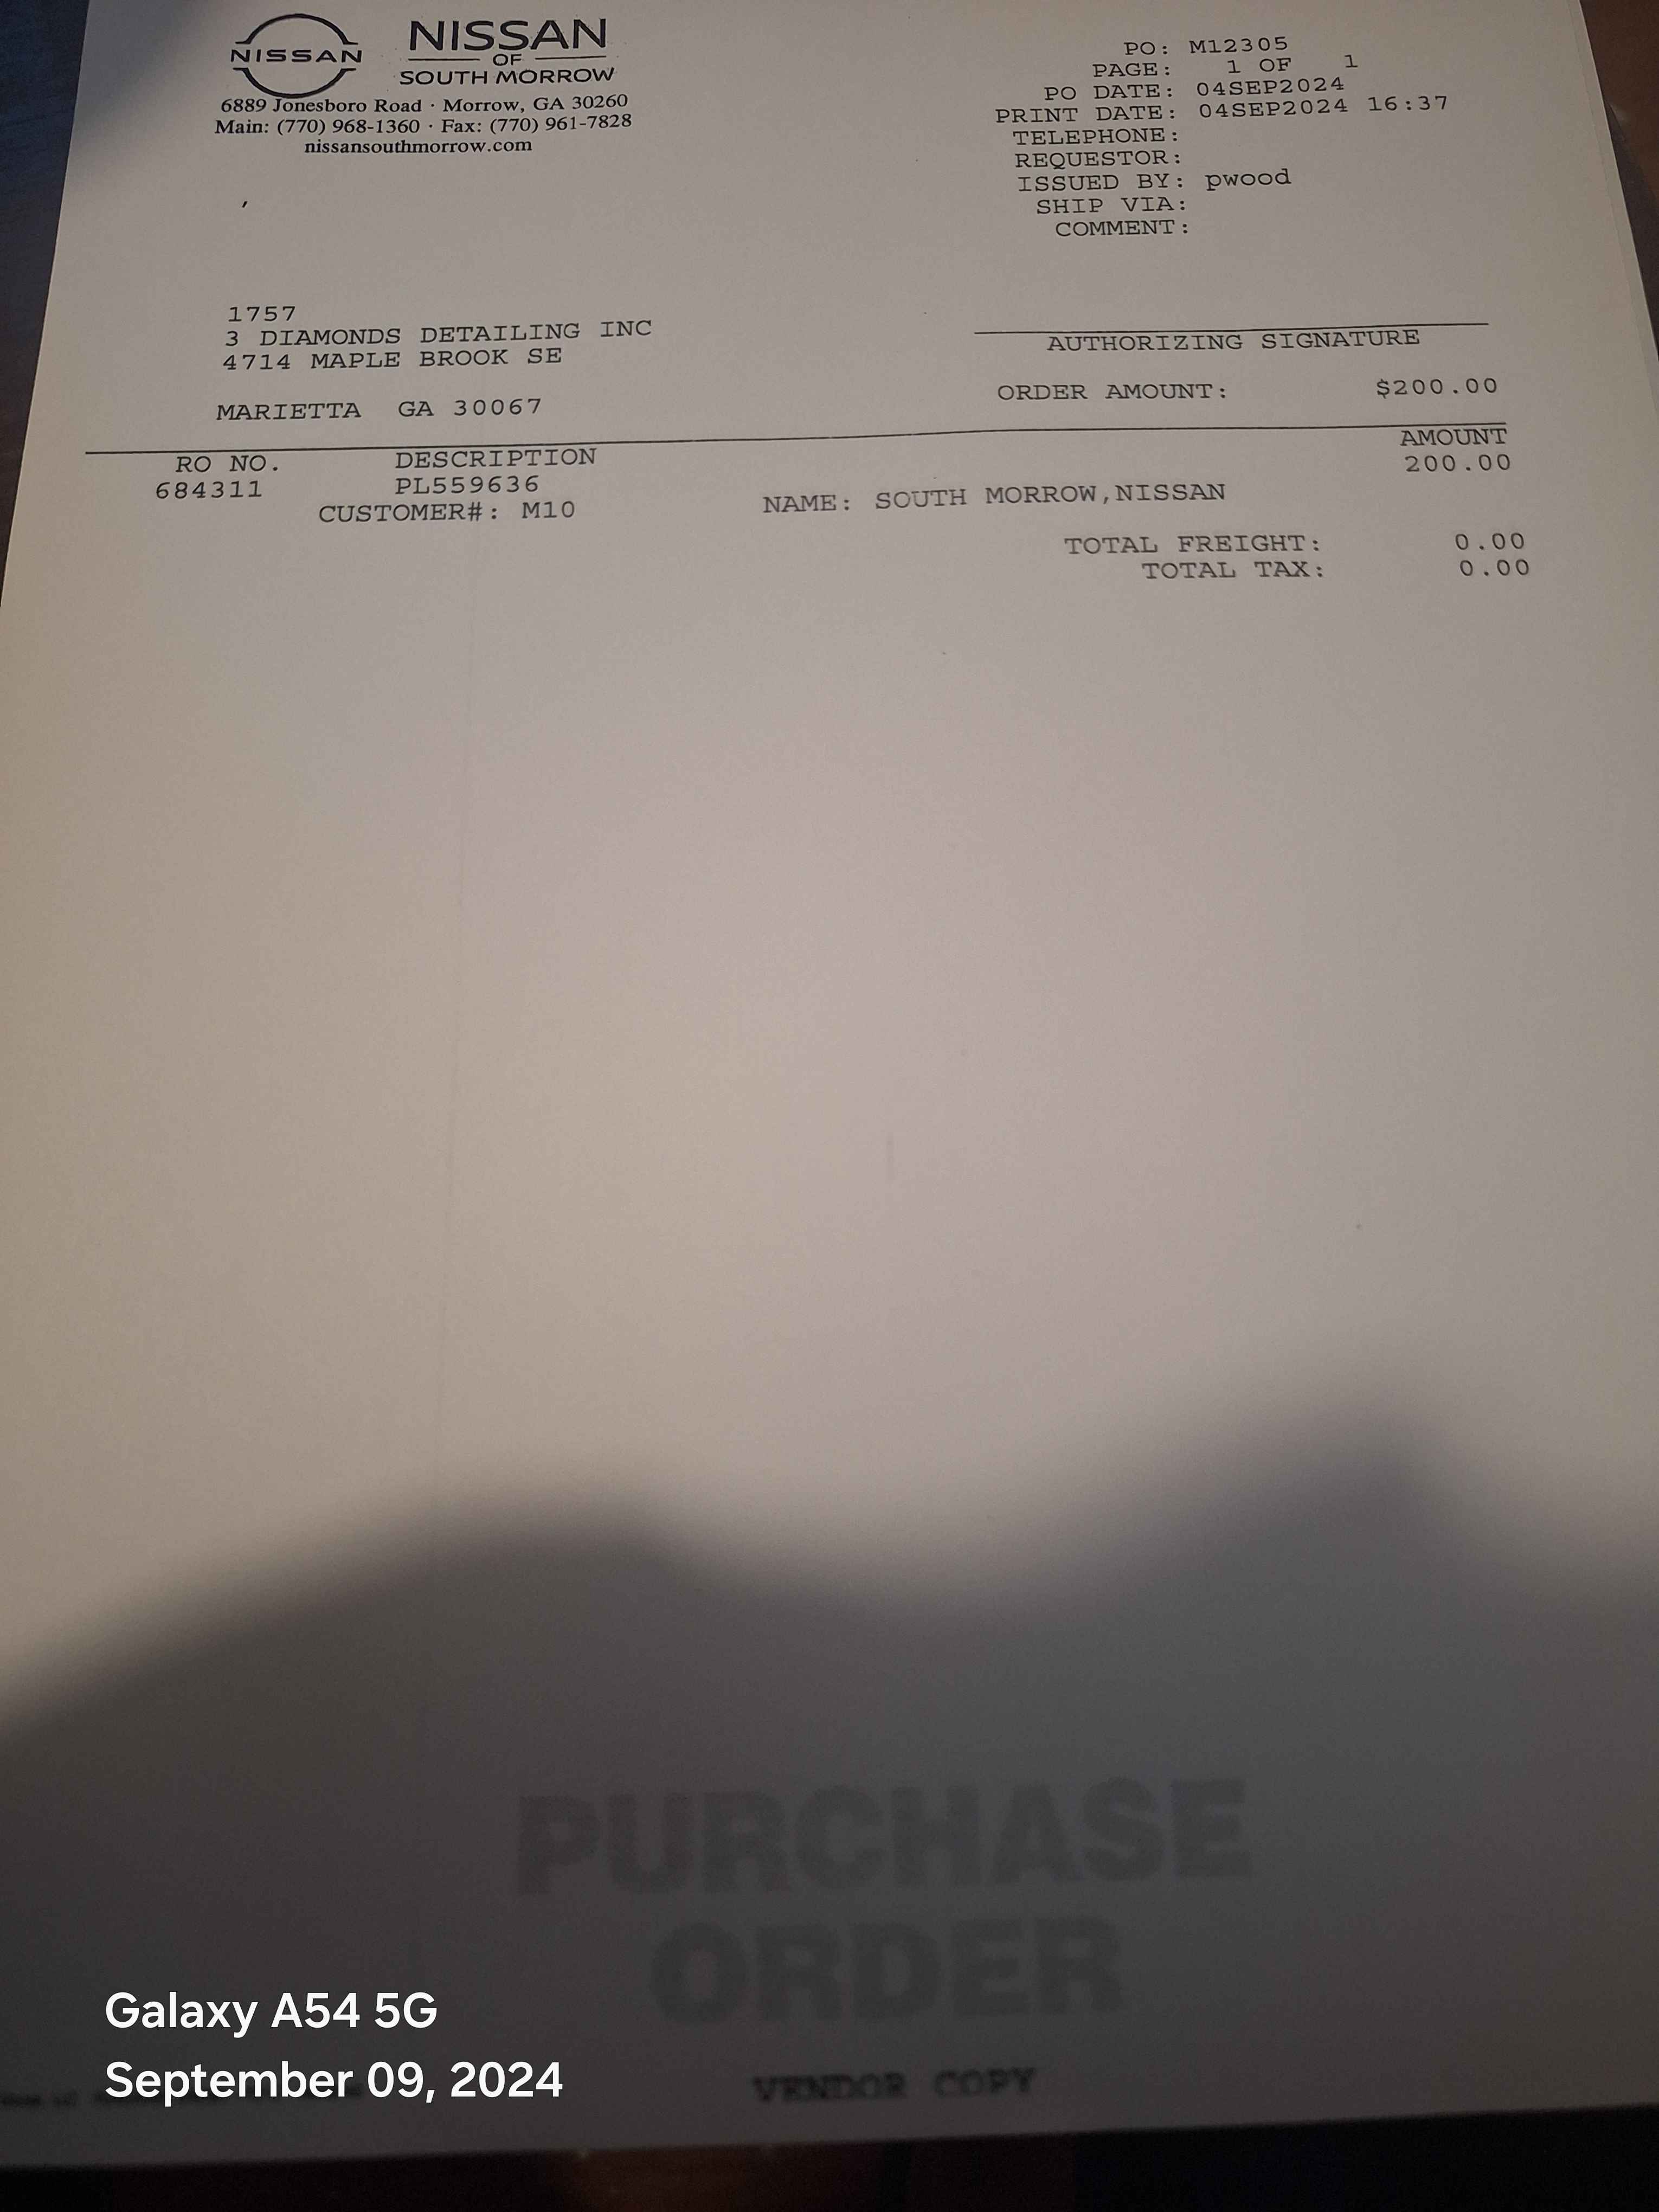 NISSAN
NISSAN
OF
SOUTH MORROW
6889 Jonesboro Road · Morrow, GA 30260
Main: (770) 968-1360 · Fax: (770) 961-7828
nissansouthmorrow.com
PO: M12305
PAGE: 1 OF 1
PO DATE: 04SEP2024
PRINT DATE: 04SEP2024 16:37
TELEPHONE:
REQUESTOR:
ISSUED BY: pwood
SHIP VIA:
COMMENT:
1757
3 DIAMONDS DETAILING INC
4714 MAPLE BROOK SE
MARIETTA GA 30067
AUTHORIZING SIGNATURE
ORDER AMOUNT: $200.00
RO NO. DESCRIPTION AMOUNT
684311 PL559636 200.00
CUSTOMER#: M10 NAME: SOUTH MORROW,NISSAN
TOTAL FREIGHT: 0.00
TOTAL TAX: 0.00
PURCHASE
ORDER
VENDOR COPY
Galaxy A54 5G
September 09, 2024